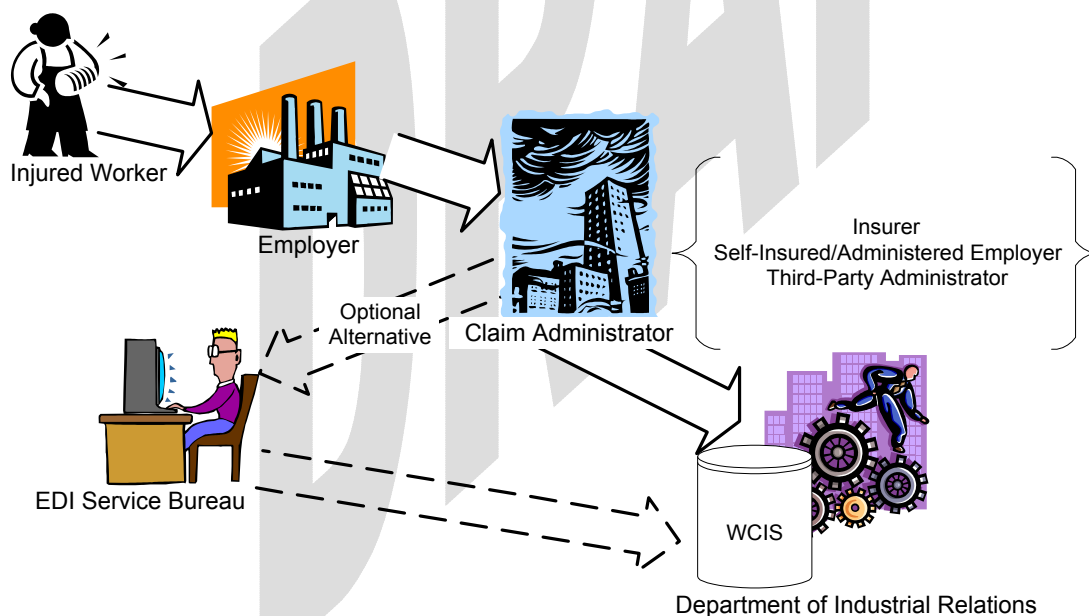 DRAF
Injured Worker
Employer
Insurer
Self-Insured/Administered Employer
Third-Party Administrator
Optional
Alternative
Claim Administrator
EDI Service Bureau
WCIS
Department of Industrial Relations